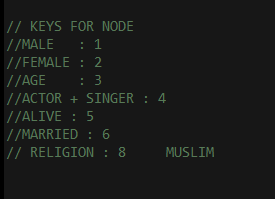 // KEYS FOR NODE
//MALE   : 1
//FEMALE : 2
//AGE    : 3
//ACTOR + SINGER : 4
//ALIVE : 5
//MARRIED : 6
// RELIGION : 8     MUSLIM